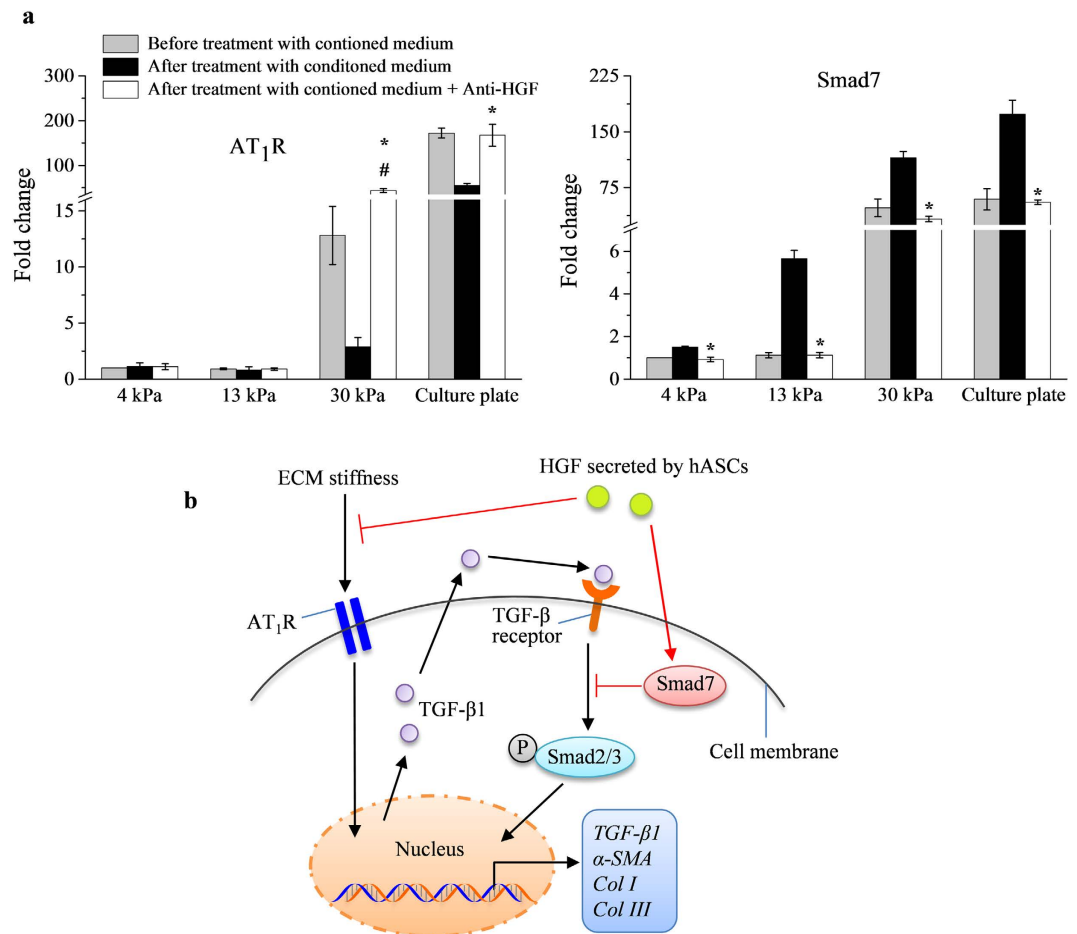 a
Before treatment with contioned medium
After treatment with conditoned medium
After treatment with contioned medium + Anti-HGF
AT1R
Fold change
300
200
100
15
10
5
0
*
#
*
4 kPa
13 kPa
30 kPa
Culture plate
Smad7
Fold change
225
150
75
6
4
2
0
*
*
*
*
4 kPa
13 kPa
30 kPa
Culture plate
b
ECM stiffness
HGF secreted by hASCs
AT1R
TGF-β
receptor
TGF-β1
Smad7
Cell membrane
P
Smad2/3
Nucleus
TGF-β1
α-SMA
Col I
Col III